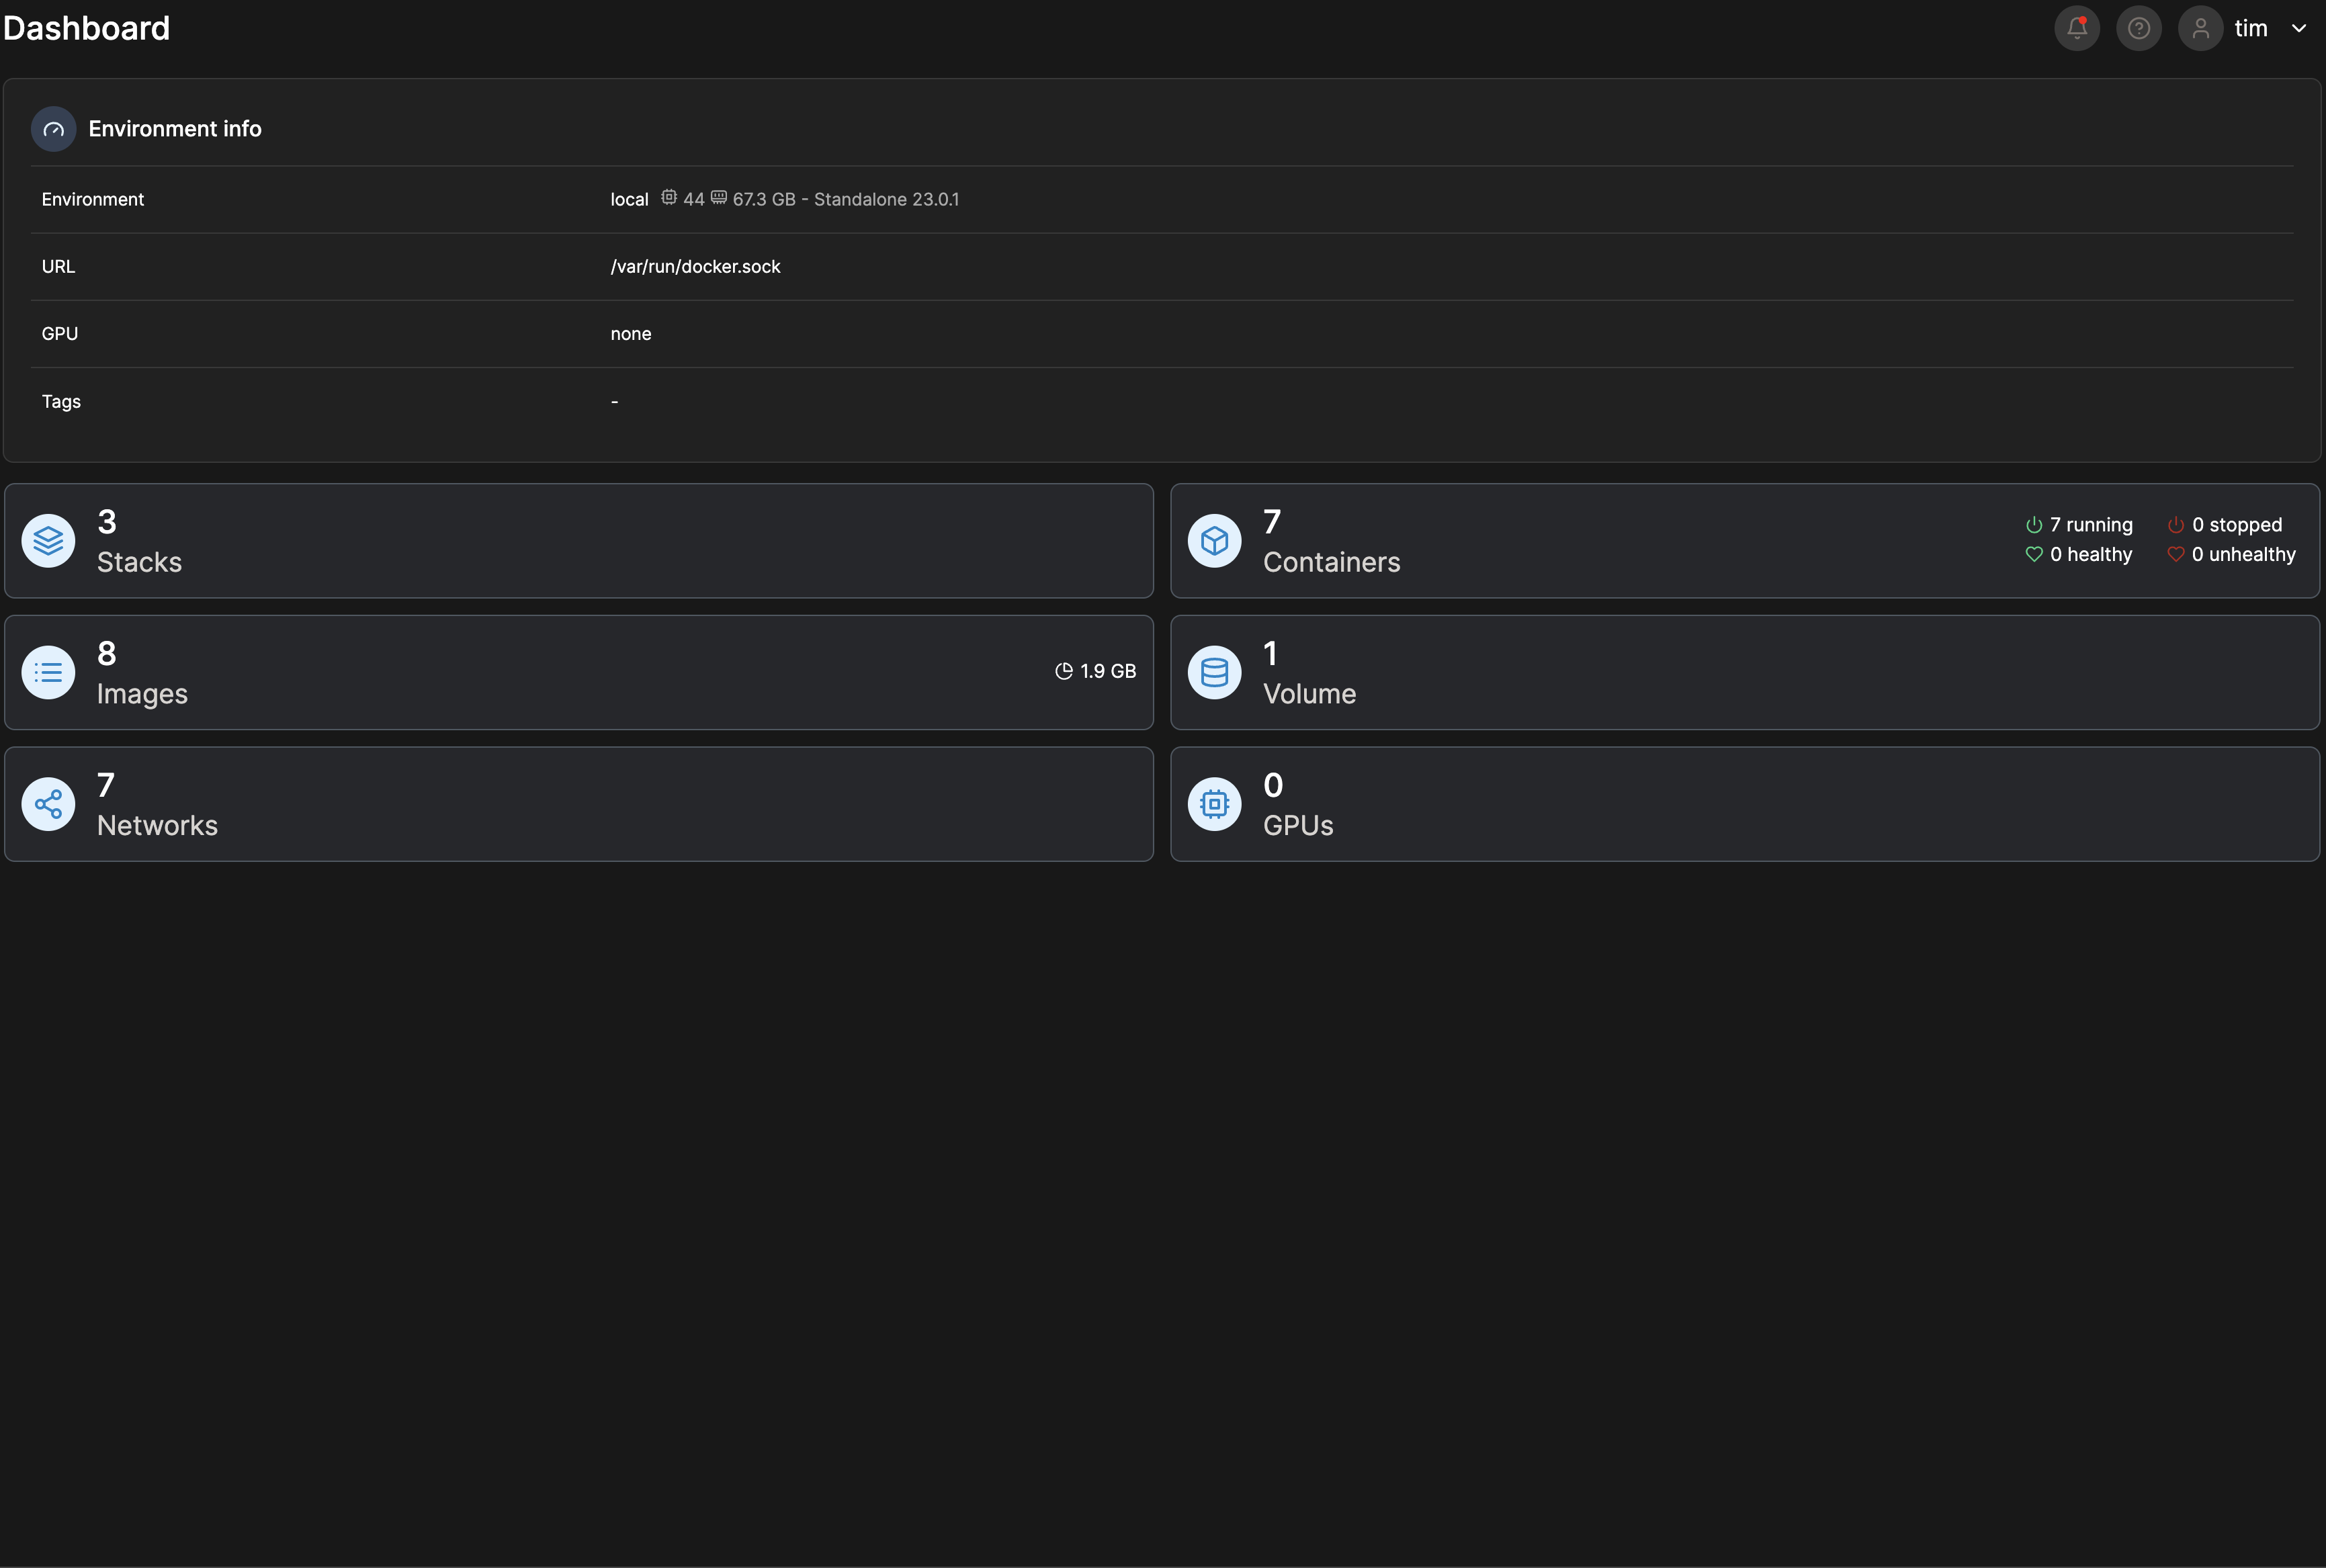 Dashboard
tim
Environment info
Environment local 44 67.3 GB - Standalone 23.0.1
URL /var/run/docker.sock
GPU none
Tags -
3
Stacks
7
Containers
7 running 0 stopped
0 healthy 0 unhealthy
8
Images
1.9 GB
1
Volume
7
Networks
0
GPUs